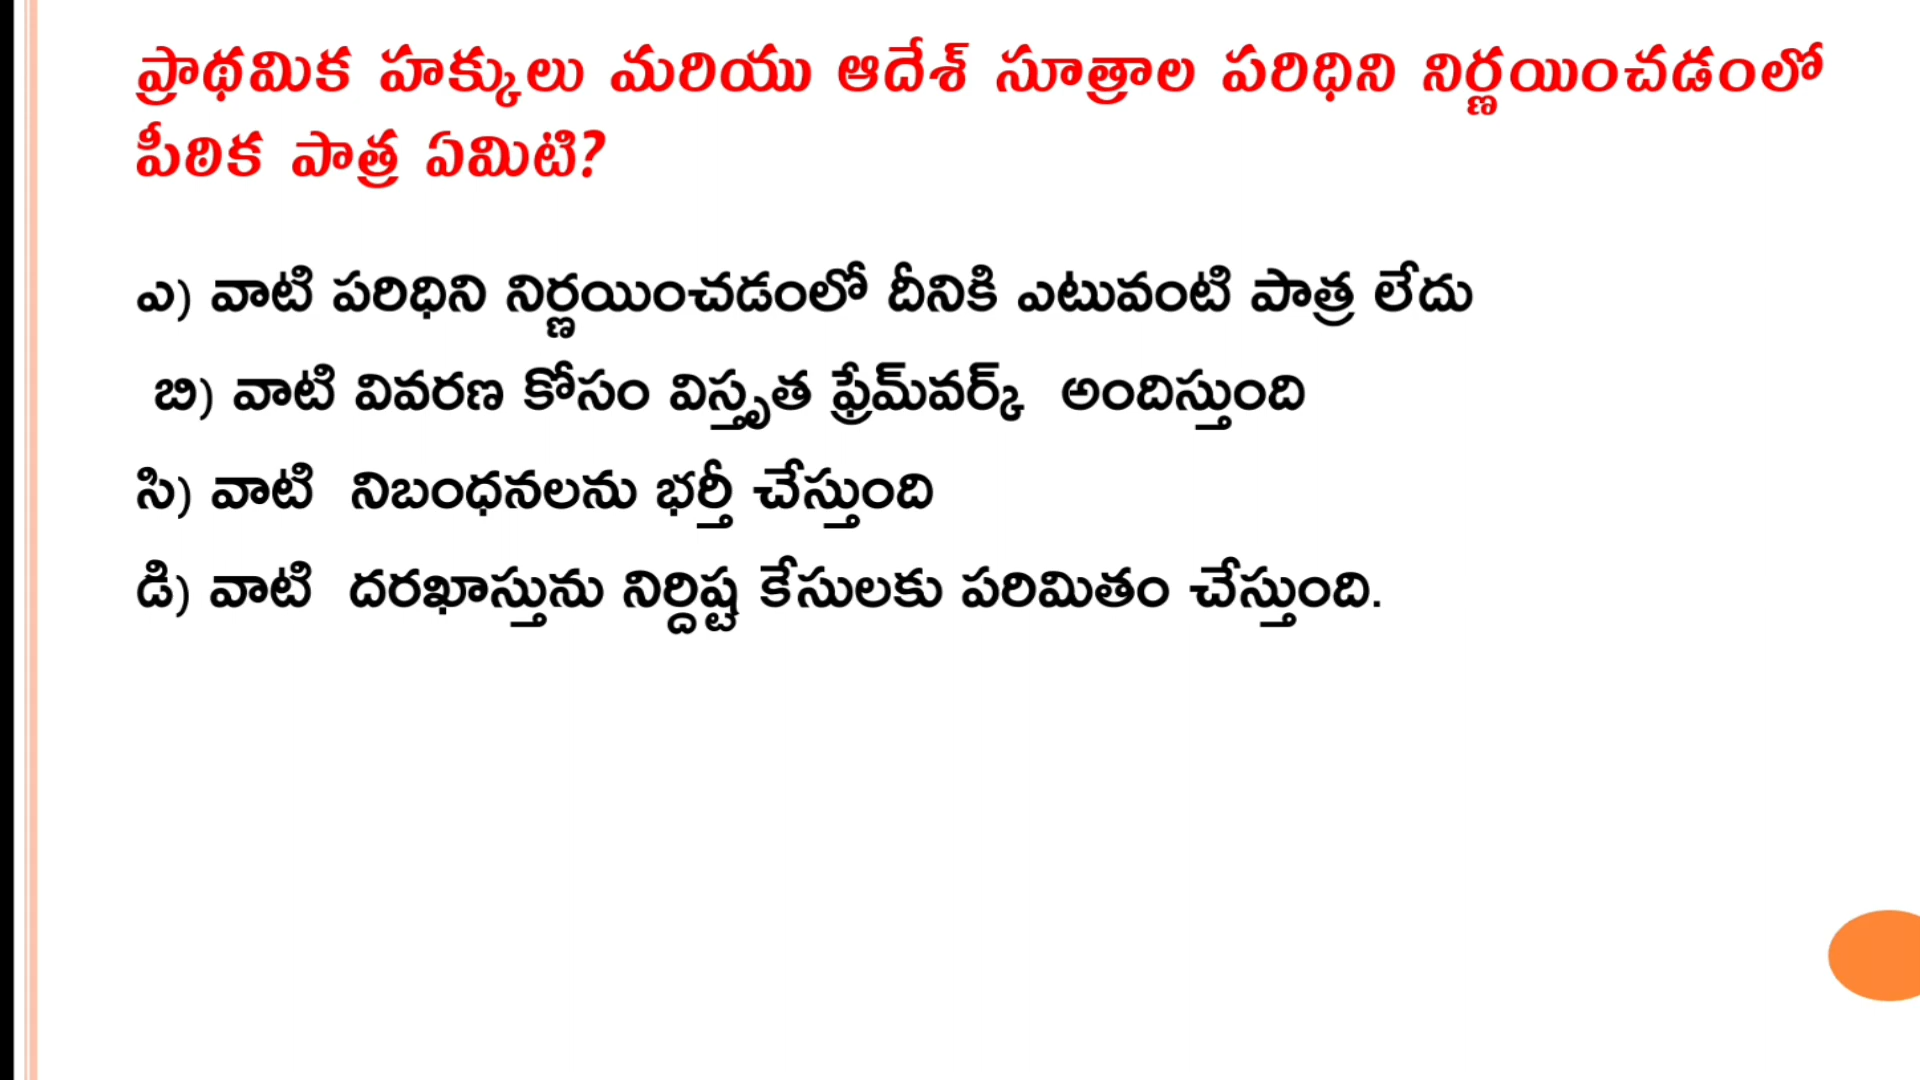 ప్రాథమిక హక్కులు మరియు ఆదేశ్ సూత్రాల పరిధిని నిర్ణయించడంలో
పీఠిక పాత్ర ఏమిటి?
ఎ) వాటి పరిధిని నిర్ణయించడంలో దీనికి ఎటువంటి పాత్ర లేదు
బి) వాటి వివరణ కోసం విస్తృత ఫ్రేమ్‌వర్క్ అందిస్తుంది
సి) వాటి నిబంధనలను భర్తీ చేస్తుంది
డి) వాటి దరఖాస్తును నిర్దిష్ట కేసులకు పరిమితం చేస్తుంది.